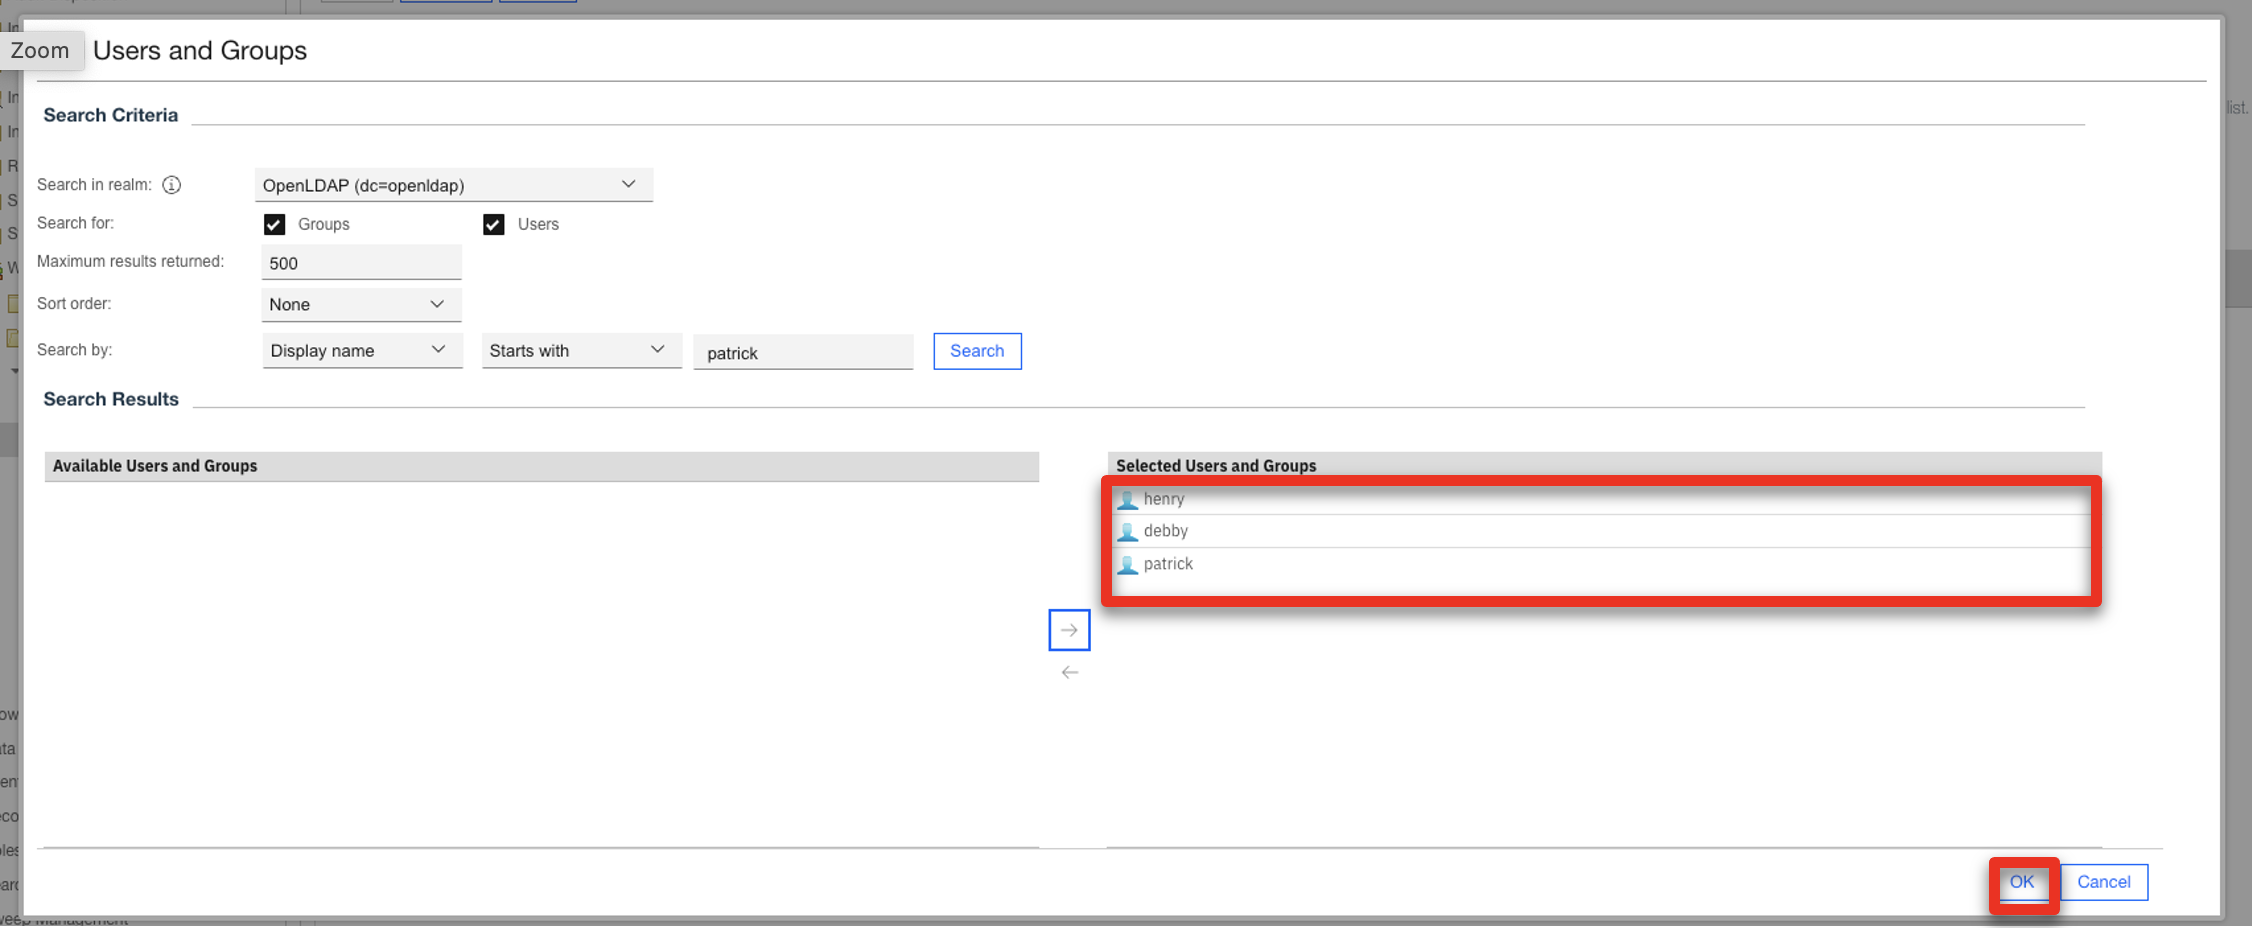 Zoom
Users and Groups
list.
Search Criteria
Search in realm:
OpenLDAP (dc=openldap)
Search for:
Groups
Users
Maximum results returned:
500
Sort order:
None
Search by:
Display name
Starts with
patrick
Search
Search Results
Available Users and Groups
Selected Users and Groups
henry
debby
patrick
OK
Cancel